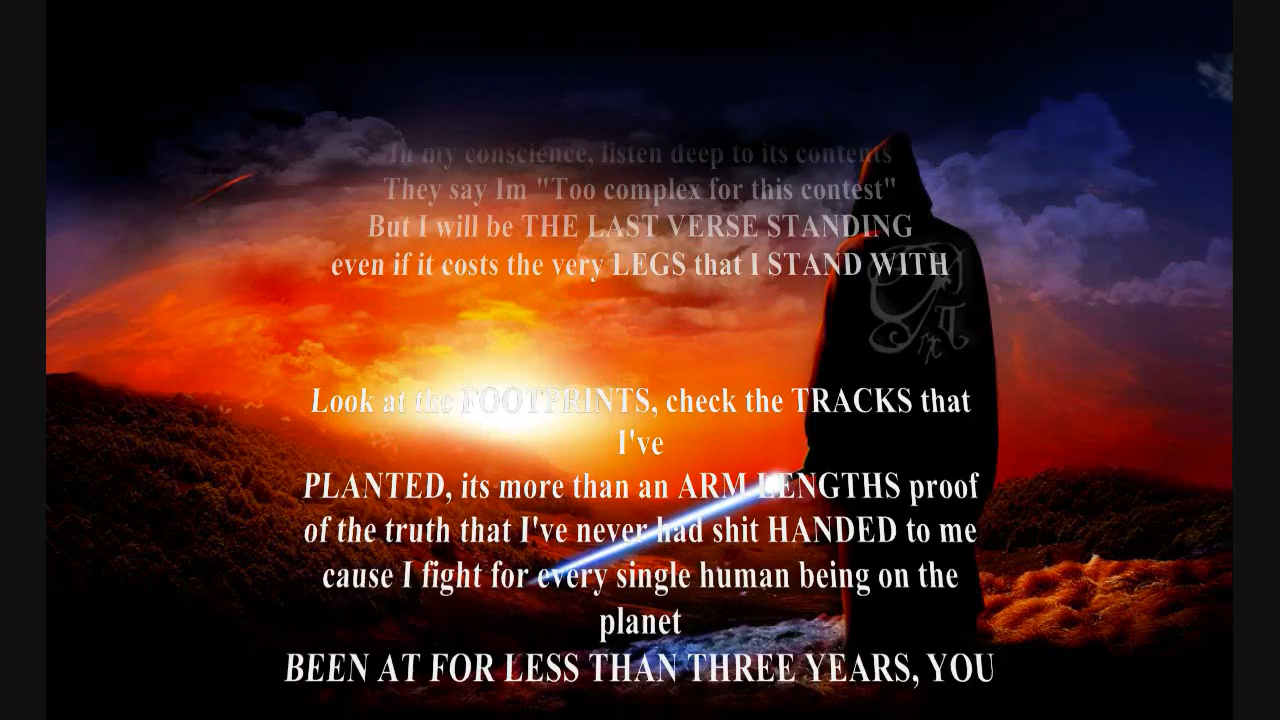 In my conscience, listen deep to its contents
They say Im "Too complex for this contest"
But I will be THE LAST VERSE STANDING
even if it costs the very LEGS that I STAND WITH
Look at the FOOTPRINTS, check the TRACKS that
I've
PLANTED, its more than an ARM LENGTHS proof
of the truth that I've never had shit HANDED to me
cause I fight for every single human being on the
planet
BEEN AT FOR LESS THAN THREE YEARS, YOU